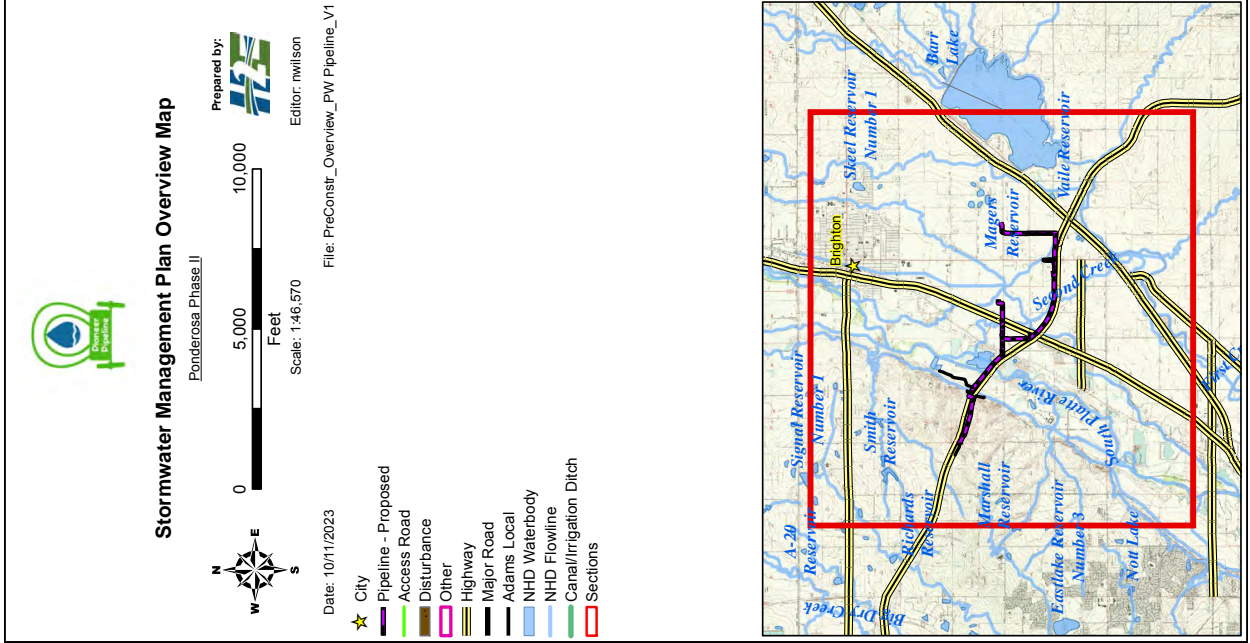 Pioneer
Pipeline
Stormwater Management Plan Overview Map
Ponderosa Phase II
Prepared by:
N
W
E
S
0
5,000
10,000
Feet
Scale: 1:46,570
Date: 10/11/2023
Editor: nwilson
File: PreConstr_Overview_PW Pipeline_V1
City
Pipeline - Proposed
Access Road
Disturbance
Other
Highway
Major Road
Adams Local
NHD Waterbody
NHD Flowline
Canal/Irrigation Ditch
Sections
A-20
Reservoir
Signal Reservoir
Number 1
Brighton
Skeel Reservoir
Number 1
Barr
Lake
Smith
Reservoir
Richards
Reservoir
Marshall
Reservoir
Magers
Reservoir
Vaile Reservoir
Second Creek
South Platte River
Big Dry Creek
Eastlake Reservoir
Number 3
Nott Lake